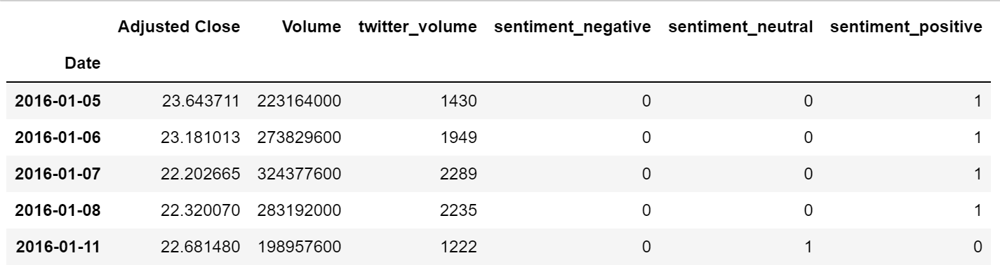 Adjusted Close Volume twitter_volume sentiment_negative sentiment_neutral sentiment_positive
Date
2016-01-05 23.643711 223164000 1430 0 0 1
2016-01-06 23.181013 273829600 1949 0 0 1
2016-01-07 22.202665 324377600 2289 0 0 1
2016-01-08 22.320070 283192000 2235 0 0 1
2016-01-11 22.681480 198957600 1222 0 1 0